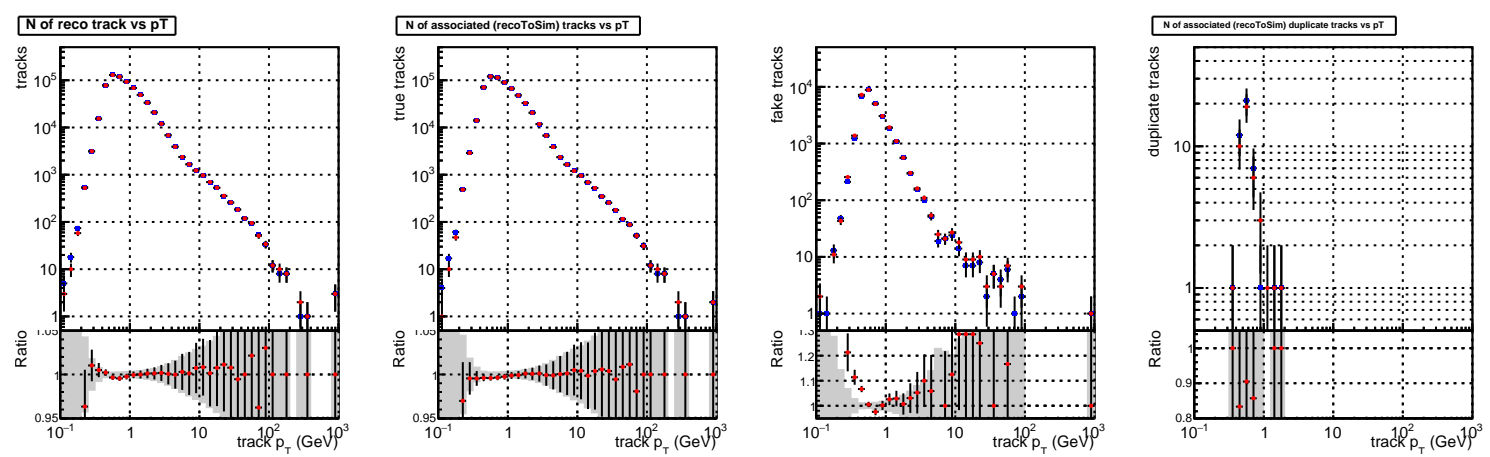 N of reco track vs pT
tracks
10^5
10^4
10^3
10^2
10
1
Ratio
1.05
1
0.95
10^-1 1 10 10^2 10^3
track p_T (GeV)
N of associated (recoToSim) tracks vs pT
true tracks
10^5
10^4
10^3
10^2
10
1
Ratio
1.05
1
0.95
10^-1 1 10 10^2 10^3
track p_T (GeV)
fake tracks
10^4
10^3
10^2
10
1
Ratio
1.3
1.2
1.1
1
10^-1 1 10 10^2 10^3
track p_T (GeV)
N of associated (recoToSim) duplicate tracks vs pT
duplicate tracks
10
1
Ratio
1
0.9
0.8
10^-1 1 10 10^2 10^3
track p_T (GeV)